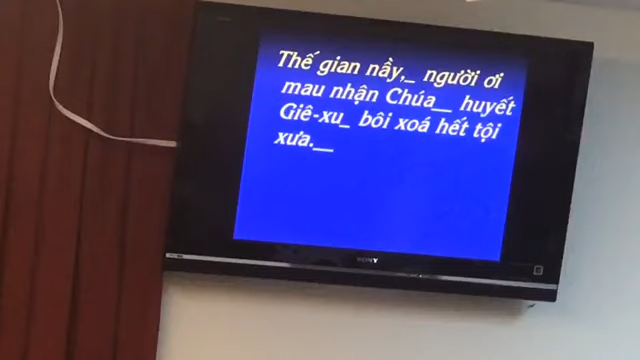 Thế gian nầy,_ người ơi
mau nhận Chúa__ huyết
Giê-xu_ bôi xoá hết tội
xưa.__
SONY